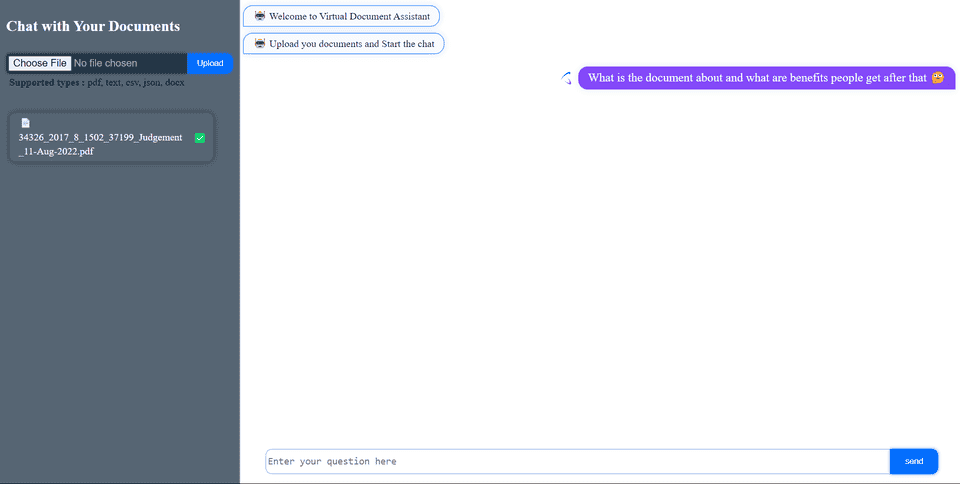 Chat with Your Documents
Choose File No file chosen Upload
Supported types : pdf, text, csv, json, docx
34326_2017_8_1502_37199_Judgement
_11-Aug-2022.pdf
Welcome to Virtual Document Assistant
Upload you documents and Start the chat
What is the document about and what are benefits people get after that
Enter your question here
send